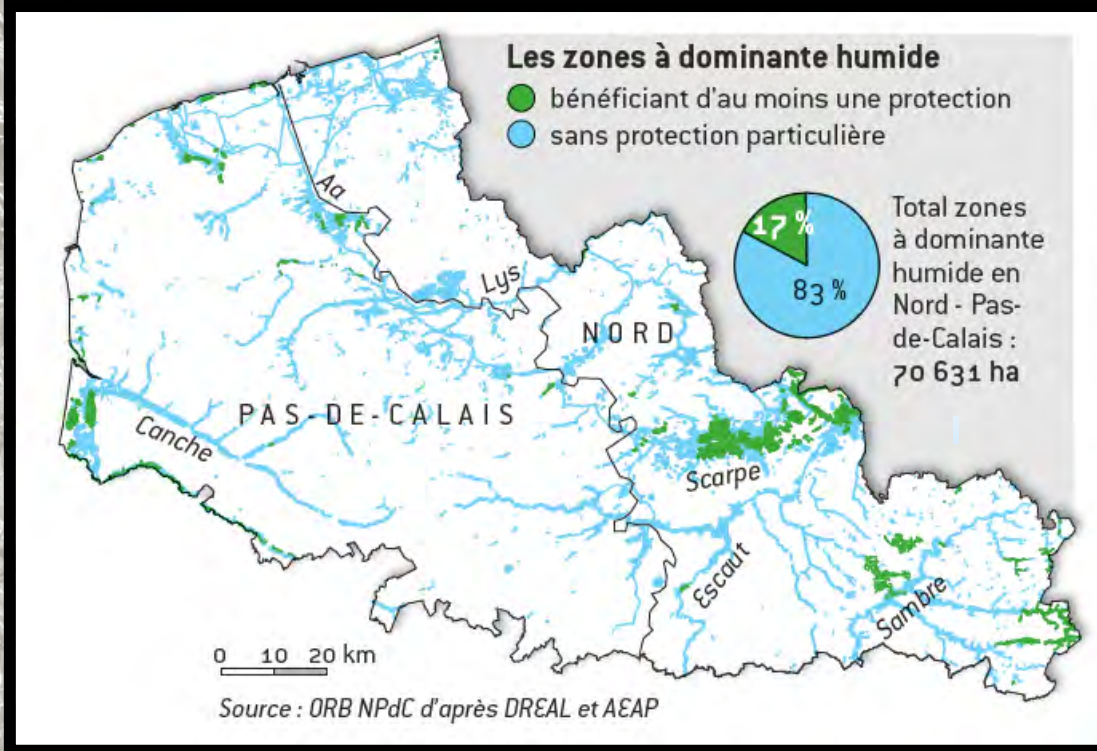 Les zones à dominante humide
bénéficiant d'au moins une protection
sans protection particulière
17 %
83 %
Total zones
à dominante
humide en
Nord - Pas-
de-Calais :
70 631 ha
Aa
Lys
NORD
PAS-DE-CALAIS
Canche
Scarpe
Escaut
Sambre
0 10 20 km
Source : ORB NPdC d'après DREAL et AEAP